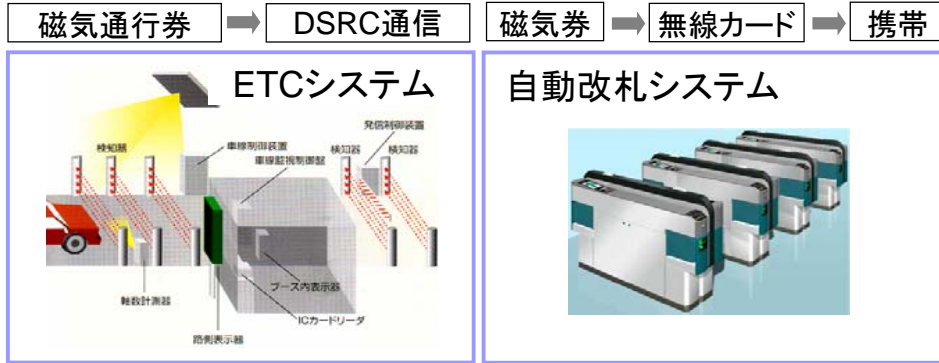 磁気通行券 DSRC通信 磁気券 無線カード 携帯
ETCシステム
自動改札システム
発信制御装置
検知器
車線制御装置
検知器
検知器
車線監視制御盤
ブース内表示器
軸数計測器
ICカードリーダ
路側表示器